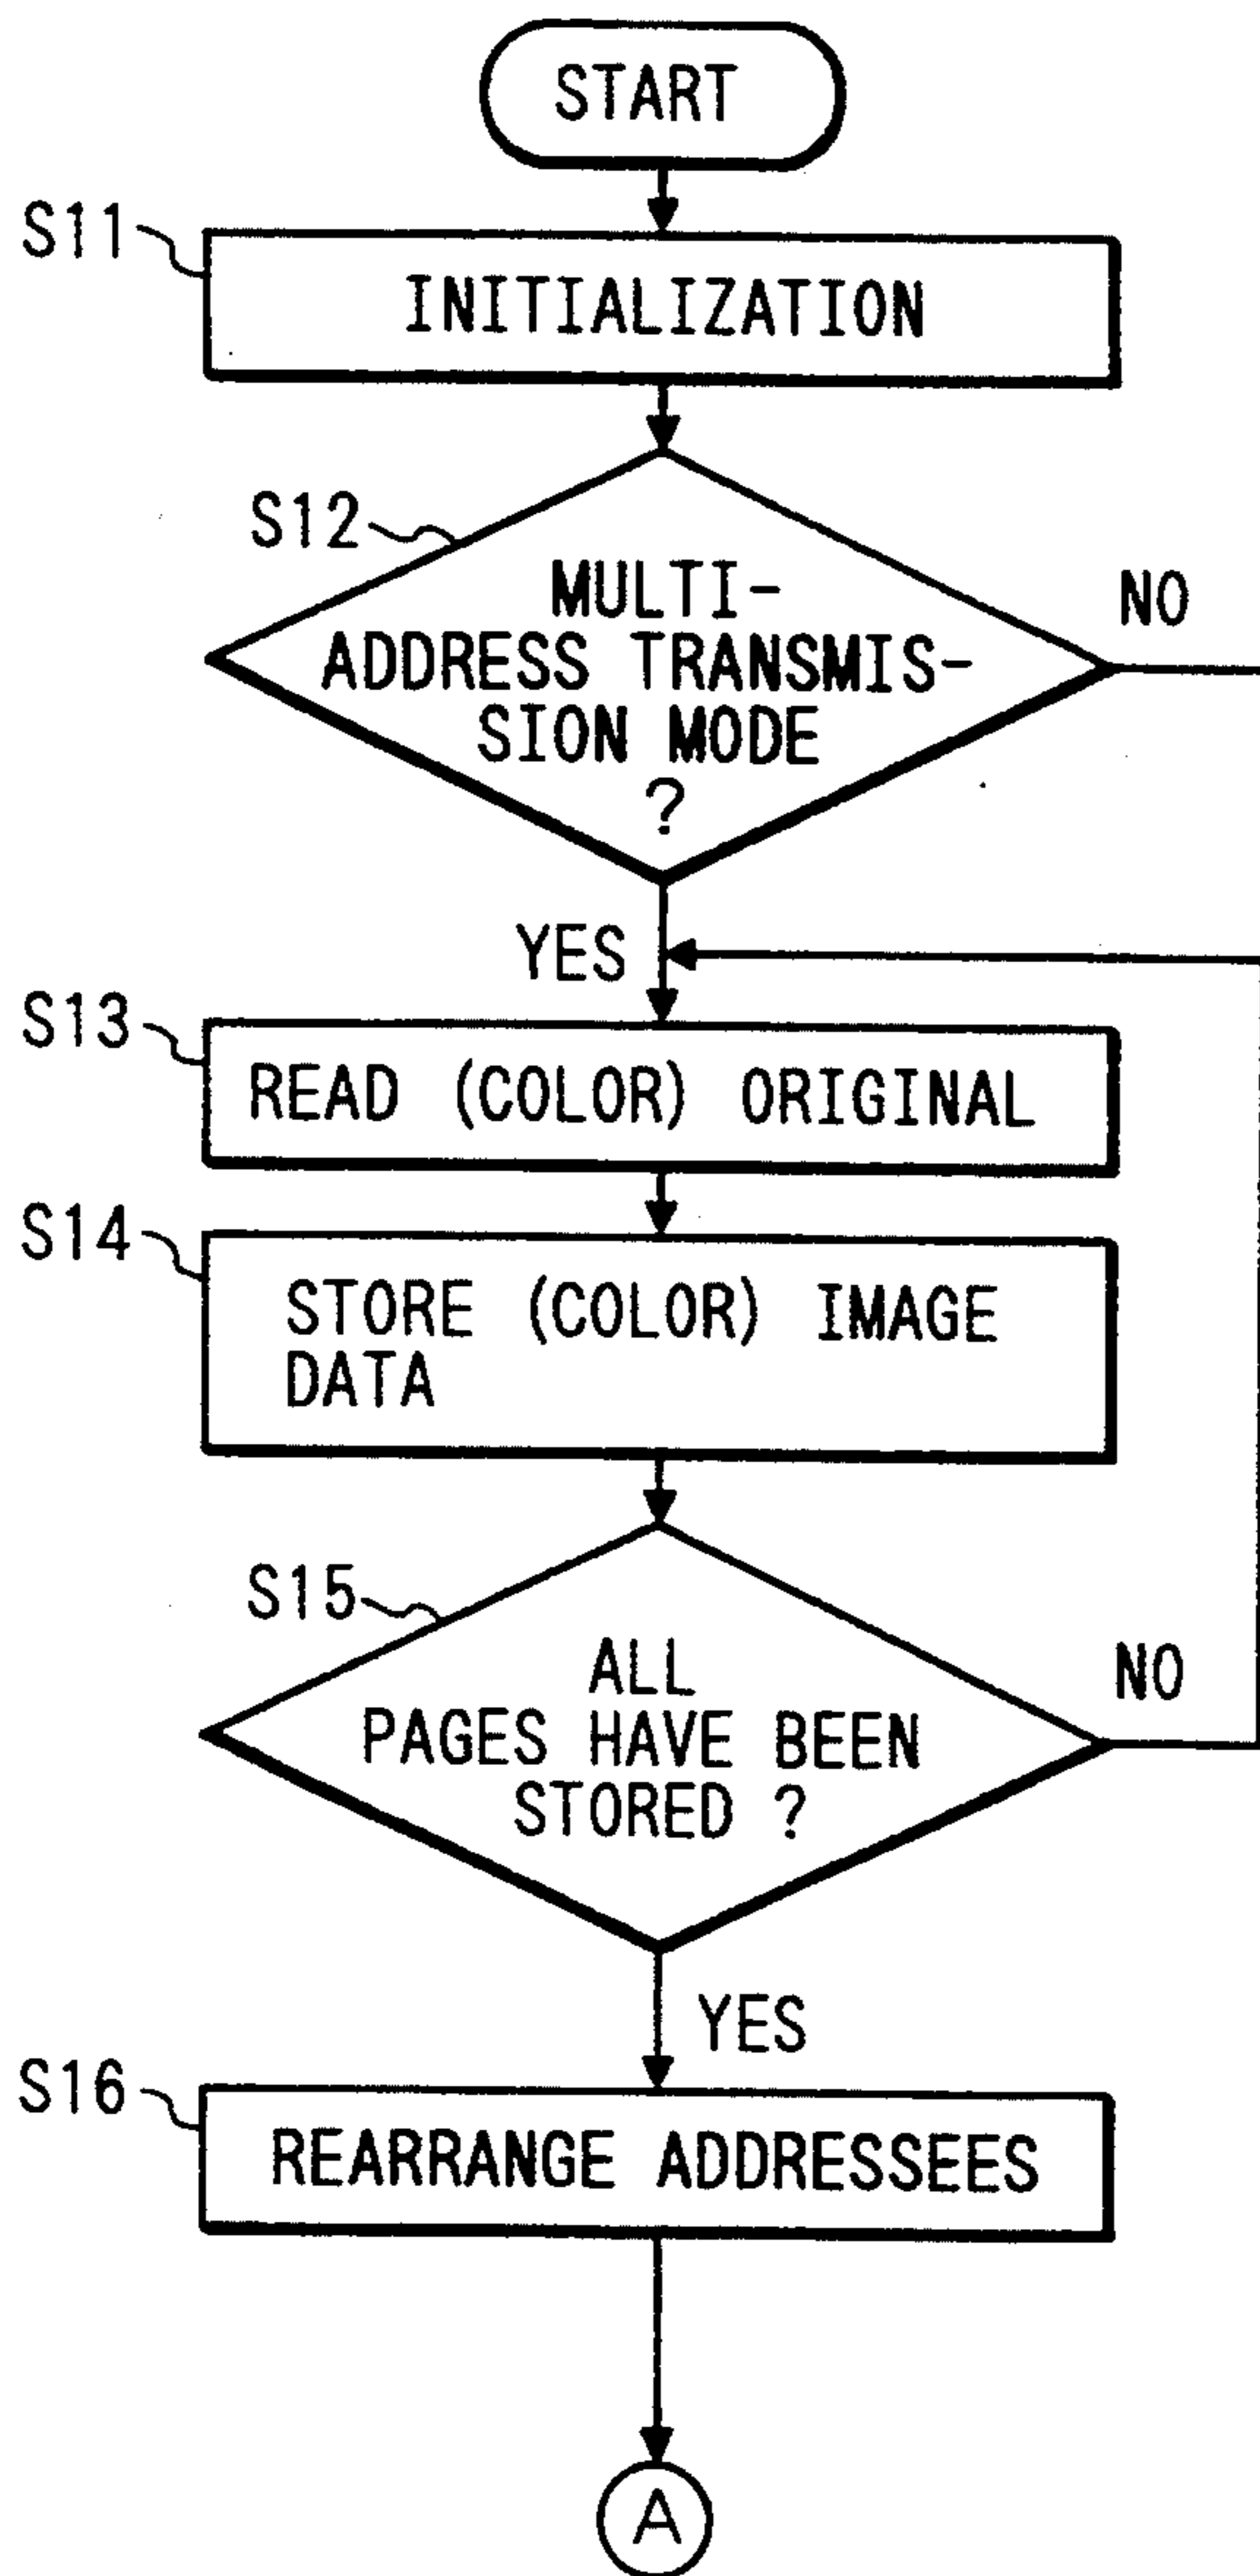 START
S11
INITIALIZATION
S12
MULTI-
ADDRESS TRANSMIS-
SION MODE
?
NO
YES
S13
READ (COLOR) ORIGINAL
S14
STORE (COLOR) IMAGE
DATA
S15
ALL
PAGES HAVE BEEN
STORED ?
NO
YES
S16
REARRANGE ADDRESSEES
A